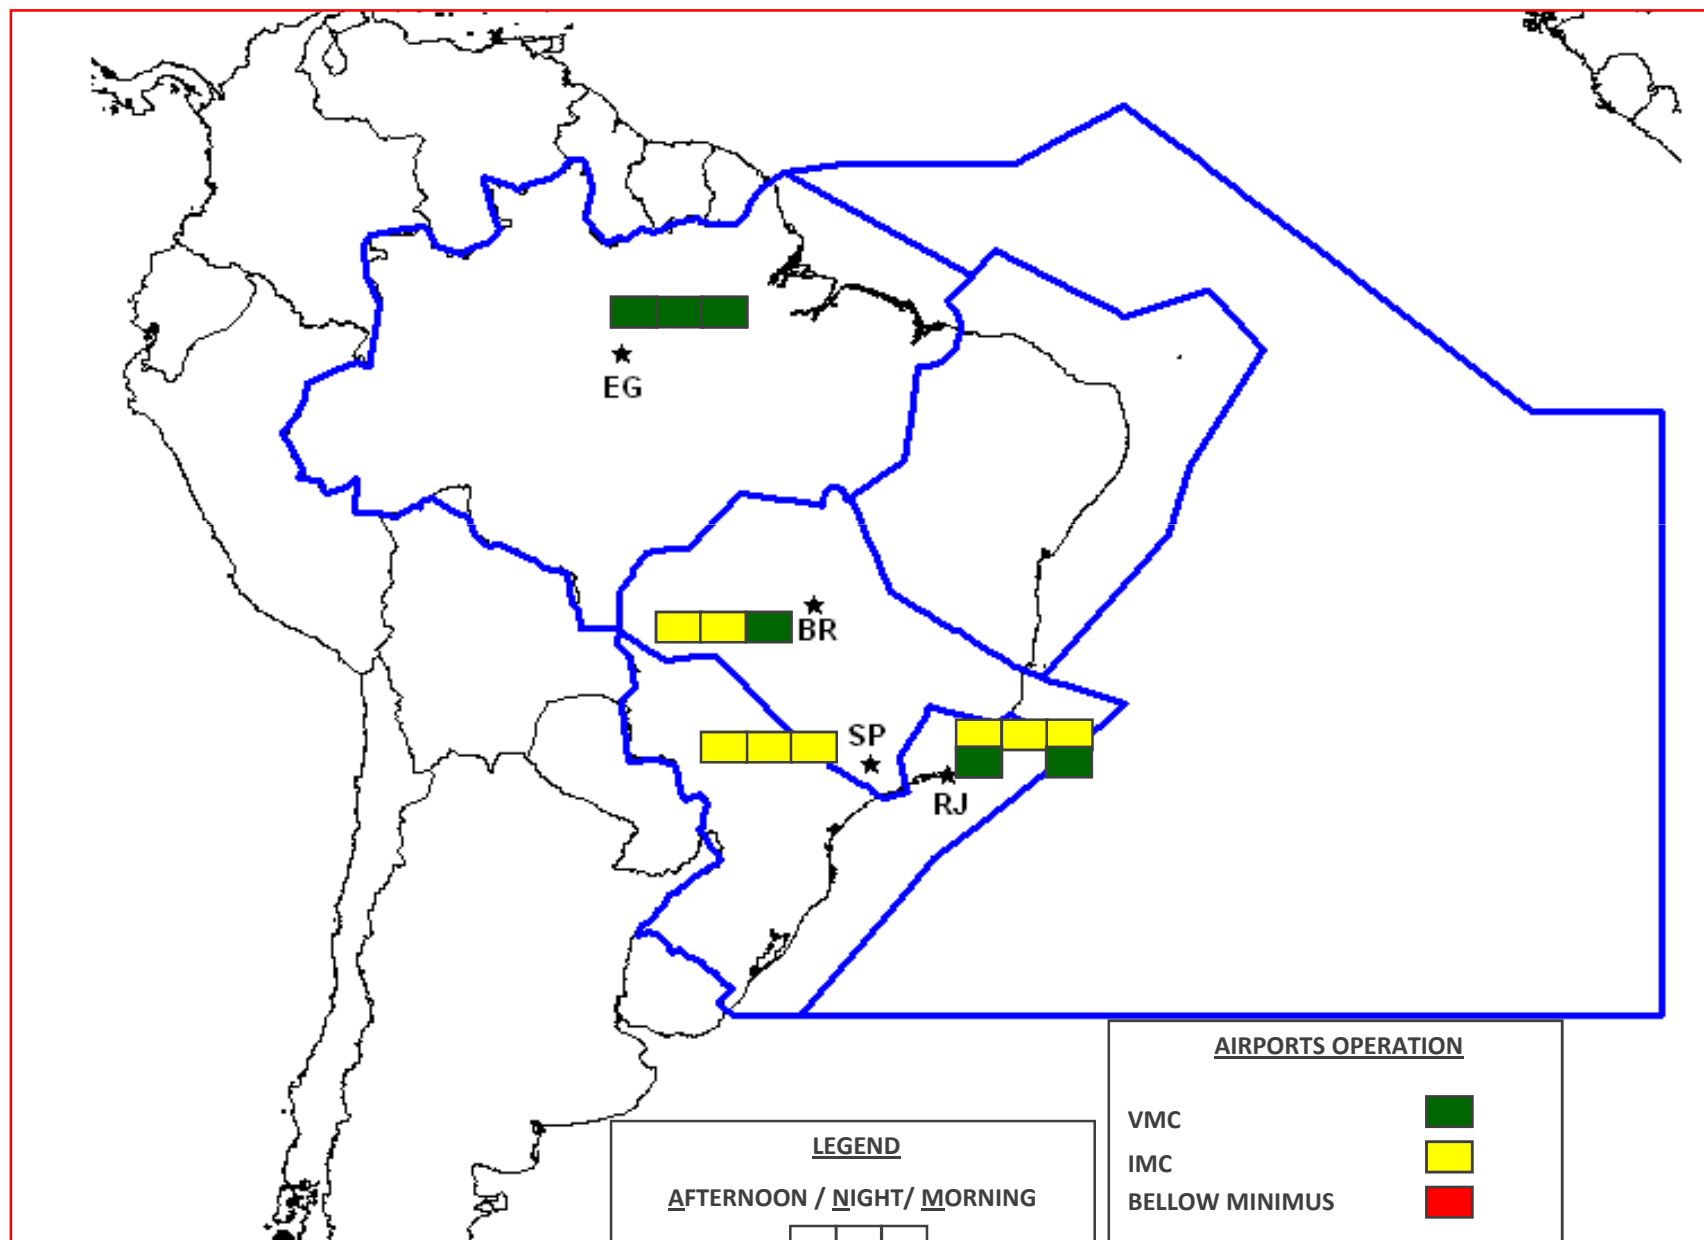 EG
BR
SP
RJ
AIRPORTS OPERATION
VMC
IMC
BELLOW MINIMUS
LEGEND
AFTERNOON / NIGHT/ MORNING